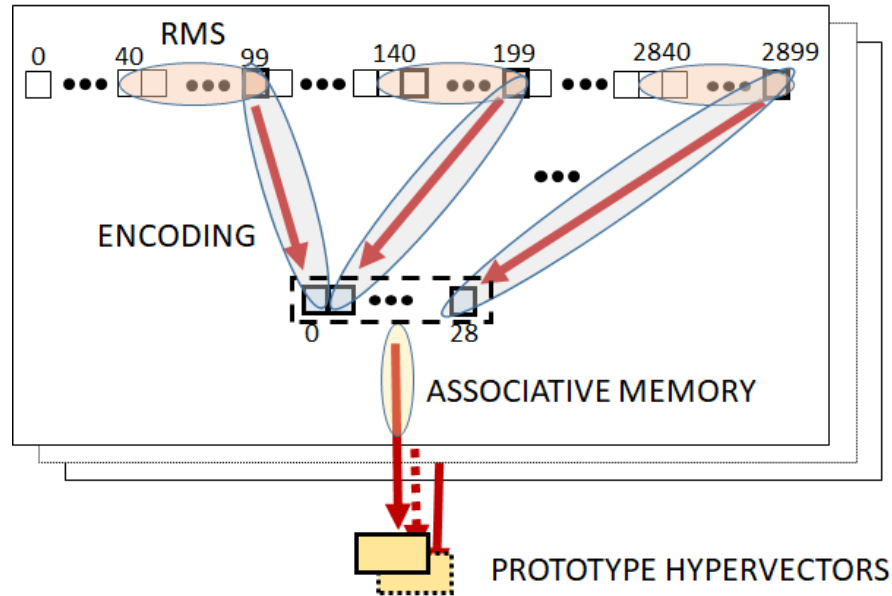 RMS
0 40 99 140 199 2840 2899
ENCODING
0 28
ASSOCIATIVE MEMORY
PROTOTYPE HYPERVECTORS